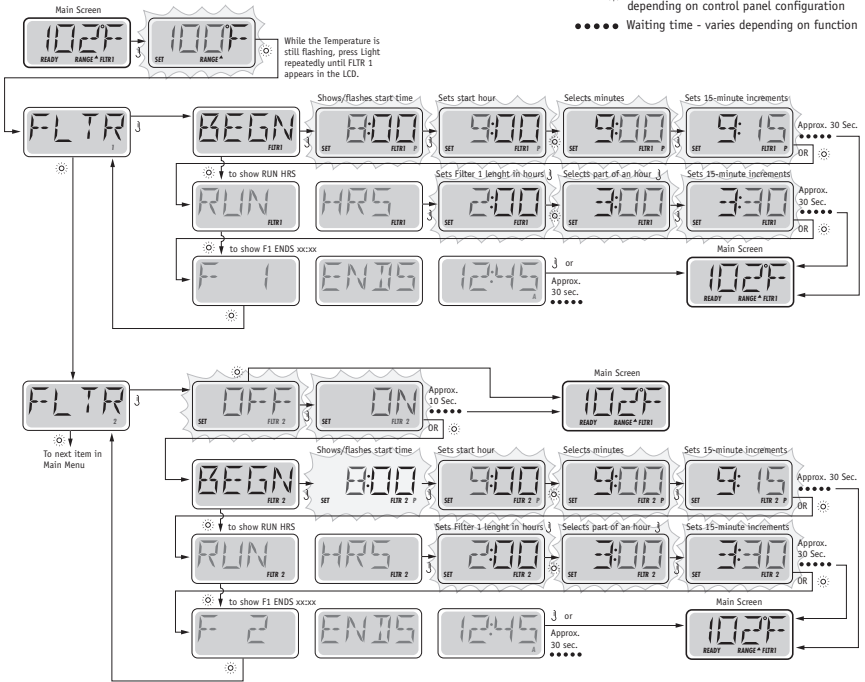 depending on control panel configuration
••••• Waiting time - varies depending on function
Main Screen
102°F
READY RANGE FLTR1
100°F
SET RANGE
While the Temperature is
still flashing, press Light
repeatedly until FLTR 1
appears in the LCD.
Shows/flashes start time Sets start hour Selects minutes Sets 15-minute increments
FLTR
1
BEGN
FLTR1
8:00
SET FLTR1 P
9:00
SET FLTR1 P
9:00
SET FLTR1 P
9:15
SET FLTR1 P
Approx. 30 Sec.
•••••
OR
to show RUN HRS
Sets Filter 1 lenght in hours Selects part of an hour Sets 15-minute increments
RUN
FLTR1
HRS
FLTR1
2:00
SET FLTR1
3:00
SET FLTR1
3:30
SET FLTR1
Approx.
30 Sec.
•••••
OR
to show F1 ENDS xx:xx
F 1
ENDS
12:45
A
or
Approx.
30 sec.
•••••
Main Screen
102°F
READY RANGE FLTR1
FLTR
2
To next item in
Main Menu
OFF
SET FLTR 2
ON
SET FLTR 2
Approx.
10 Sec.
•••••
OR
Main Screen
102°F
READY RANGE FLTR1
Shows/flashes start time Sets start hour Selects minutes Sets 15-minute increments
BEGN
FLTR 2
8:00
SET FLTR 2 P
9:00
SET FLTR 2 P
9:00
SET FLTR 2 P
9:15
SET FLTR 2 P
Approx. 30 Sec.
•••••
OR
to show RUN HRS
Sets Filter 1 lenght in hours Selects part of an hour Sets 15-minute increments
RUN
FLTR 2
HRS
FLTR 2
2:00
SET FLTR 2
3:00
SET FLTR 2
3:30
SET FLTR 2
Approx.
30 Sec.
•••••
OR
to show F1 ENDS xx:xx
F 2
ENDS
12:45
A
or
Approx.
30 sec.
•••••
Main Screen
102°F
READY RANGE FLTR1